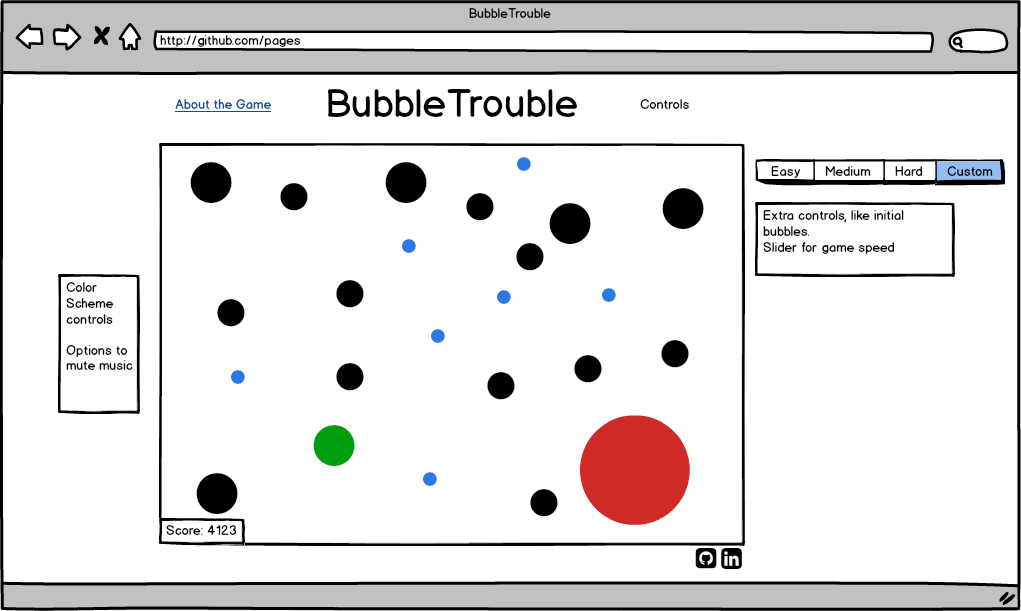 BubbleTrouble
http://github.com/pages
About the Game
BubbleTrouble
Controls
Easy
Medium
Hard
Custom
Extra controls, like initial
bubbles.
Slider for game speed
Color
Scheme
controls
Options to
mute music
Score: 4123
in